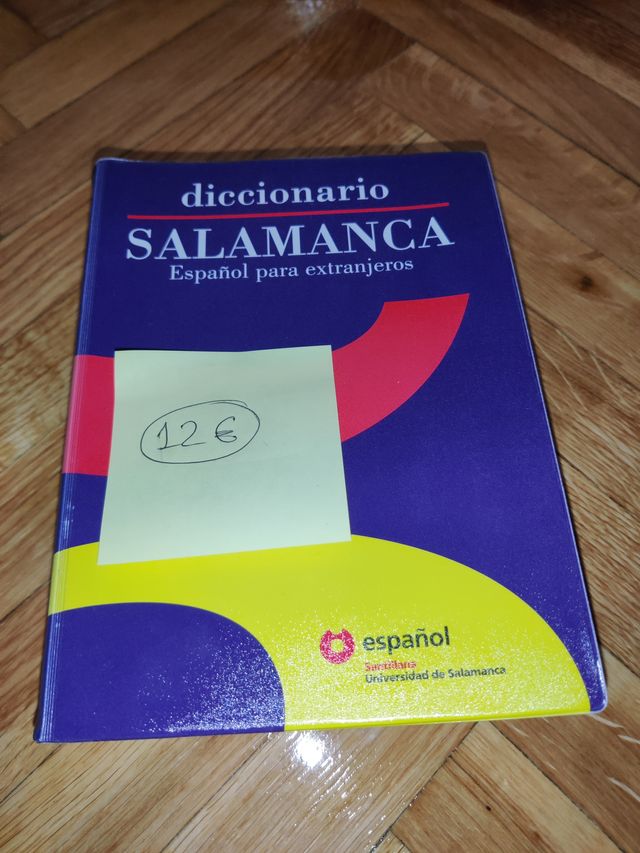 diccionario
SALAMANCA
Español para extranjeros
12 €
español
Santillana
Universidad de Salamanca